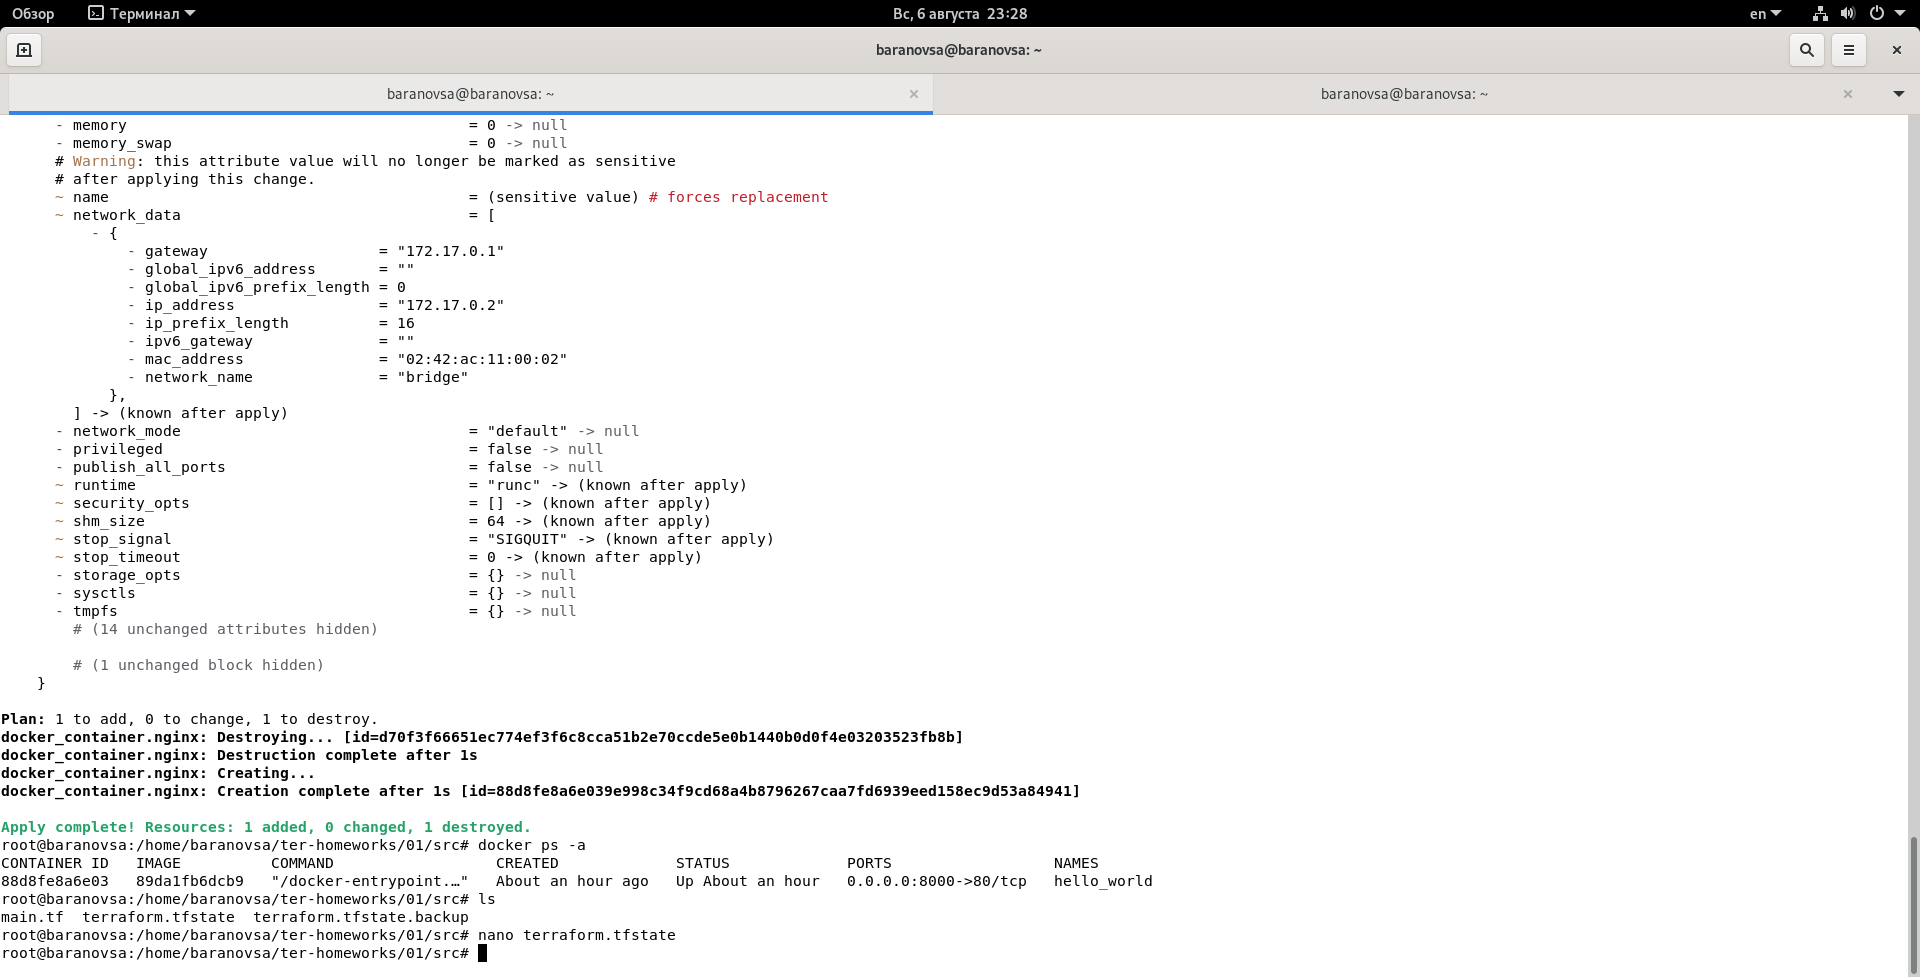 Обзор Терминал Вс, 6 августа 23:28 en
baranovsa@baranovsa: ~
baranovsa@baranovsa: ~ baranovsa@baranovsa: ~
- memory = 0 -> null
- memory_swap = 0 -> null
# Warning: this attribute value will no longer be marked as sensitive
# after applying this change.
~ name = (sensitive value) # forces replacement
~ network_data = [
- {
- gateway = "172.17.0.1"
- global_ipv6_address = ""
- global_ipv6_prefix_length = 0
- ip_address = "172.17.0.2"
- ip_prefix_length = 16
- ipv6_gateway = ""
- mac_address = "02:42:ac:11:00:02"
- network_name = "bridge"
},
] -> (known after apply)
- network_mode = "default" -> null
- privileged = false -> null
- publish_all_ports = false -> null
~ runtime = "runc" -> (known after apply)
~ security_opts = [] -> (known after apply)
~ shm_size = 64 -> (known after apply)
~ stop_signal = "SIGQUIT" -> (known after apply)
~ stop_timeout = 0 -> (known after apply)
- storage_opts = {} -> null
- sysctls = {} -> null
- tmpfs = {} -> null
# (14 unchanged attributes hidden)
# (1 unchanged block hidden)
}
Plan: 1 to add, 0 to change, 1 to destroy.
docker_container.nginx: Destroying... [id=d70f3f66651ec774ef3f6c8cca51b2e70ccde5e0b1440b0d0f4e03203523fb8b]
docker_container.nginx: Destruction complete after 1s
docker_container.nginx: Creating...
docker_container.nginx: Creation complete after 1s [id=88d8fe8a6e039e998c34f9cd68a4b8796267caa7fd6939eed158ec9d53a84941]
Apply complete! Resources: 1 added, 0 changed, 1 destroyed.
root@baranovsa:/home/baranovsa/ter-homeworks/01/src# docker ps -a
CONTAINER ID IMAGE COMMAND CREATED STATUS PORTS NAMES
88d8fe8a6e03 89da1fb6dcb9 "/docker-entrypoint.…" About an hour ago Up About an hour 0.0.0.0:8000->80/tcp hello_world
root@baranovsa:/home/baranovsa/ter-homeworks/01/src# ls
main.tf terraform.tfstate terraform.tfstate.backup
root@baranovsa:/home/baranovsa/ter-homeworks/01/src# nano terraform.tfstate
root@baranovsa:/home/baranovsa/ter-homeworks/01/src#